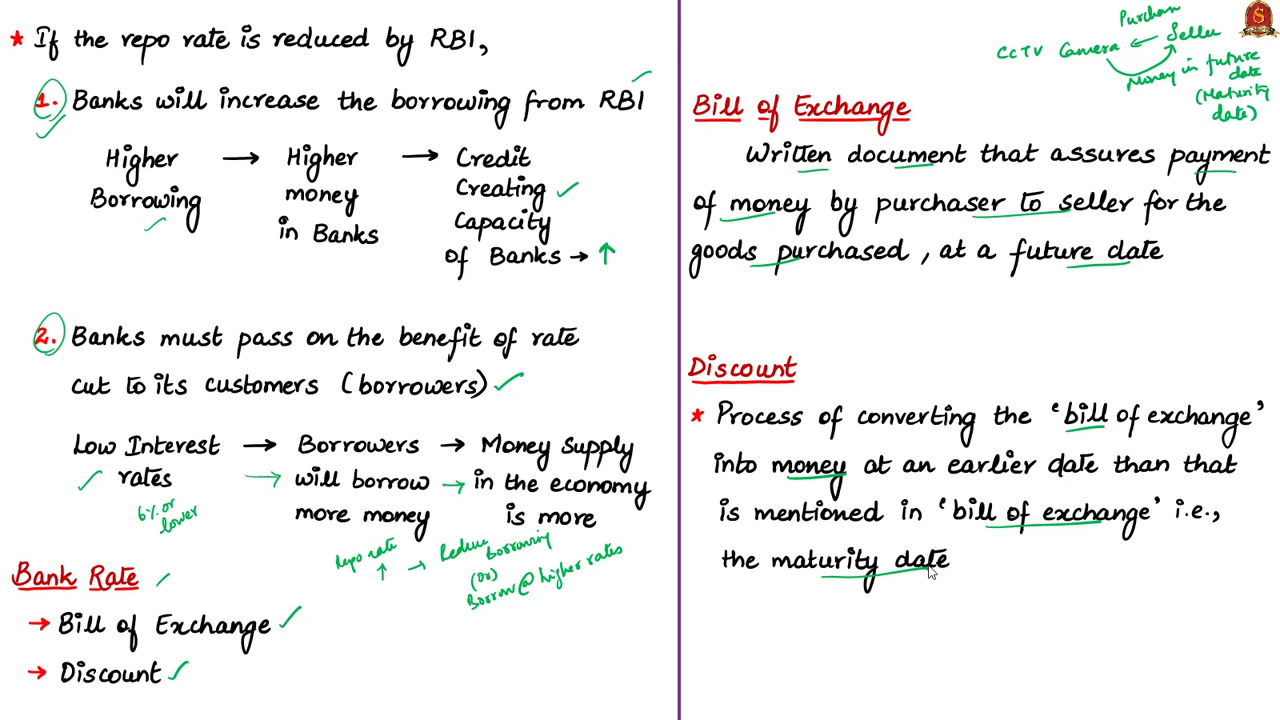 * If the repo rate is reduced by RBI,
1. Banks will increase the borrowing from RBI
Higher → Higher → Credit
Borrowing money Creating
in Banks Capacity
of Banks → ↑
2. Banks must pass on the benefit of rate
cut to its customers (borrowers)
Low Interest → Borrowers → Money Supply
rates → will borrow → in the economy
6% or
lower
more money is more
Repo rate ↑ → Reduce Borrowing
(or)
Borrow @ higher rates
Bank Rate
→ Bill of Exchange
→ Discount
CCTV Camera ← Seller
Purchan
Money in future
date
(Maturity
date)
S
Bill of Exchange
Written document that assures payment
of money by purchaser to seller for the
goods purchased, at a future date
Discount
* Process of converting the 'bill of exchange'
into money at an earlier date than that
is mentioned in 'bill of exchange' i.e.,
the maturity date